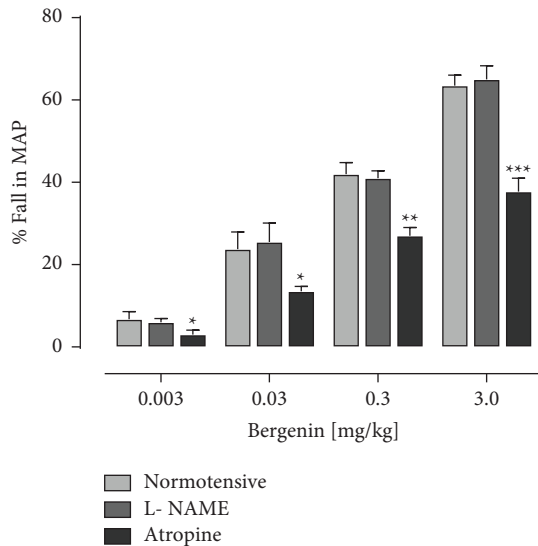 80
60
40
20
0
% Fall in MAP
*
*
**
***
0.003 0.03 0.3 3.0
Bergenin [mg/kg]
Normotensive
L- NAME
Atropine